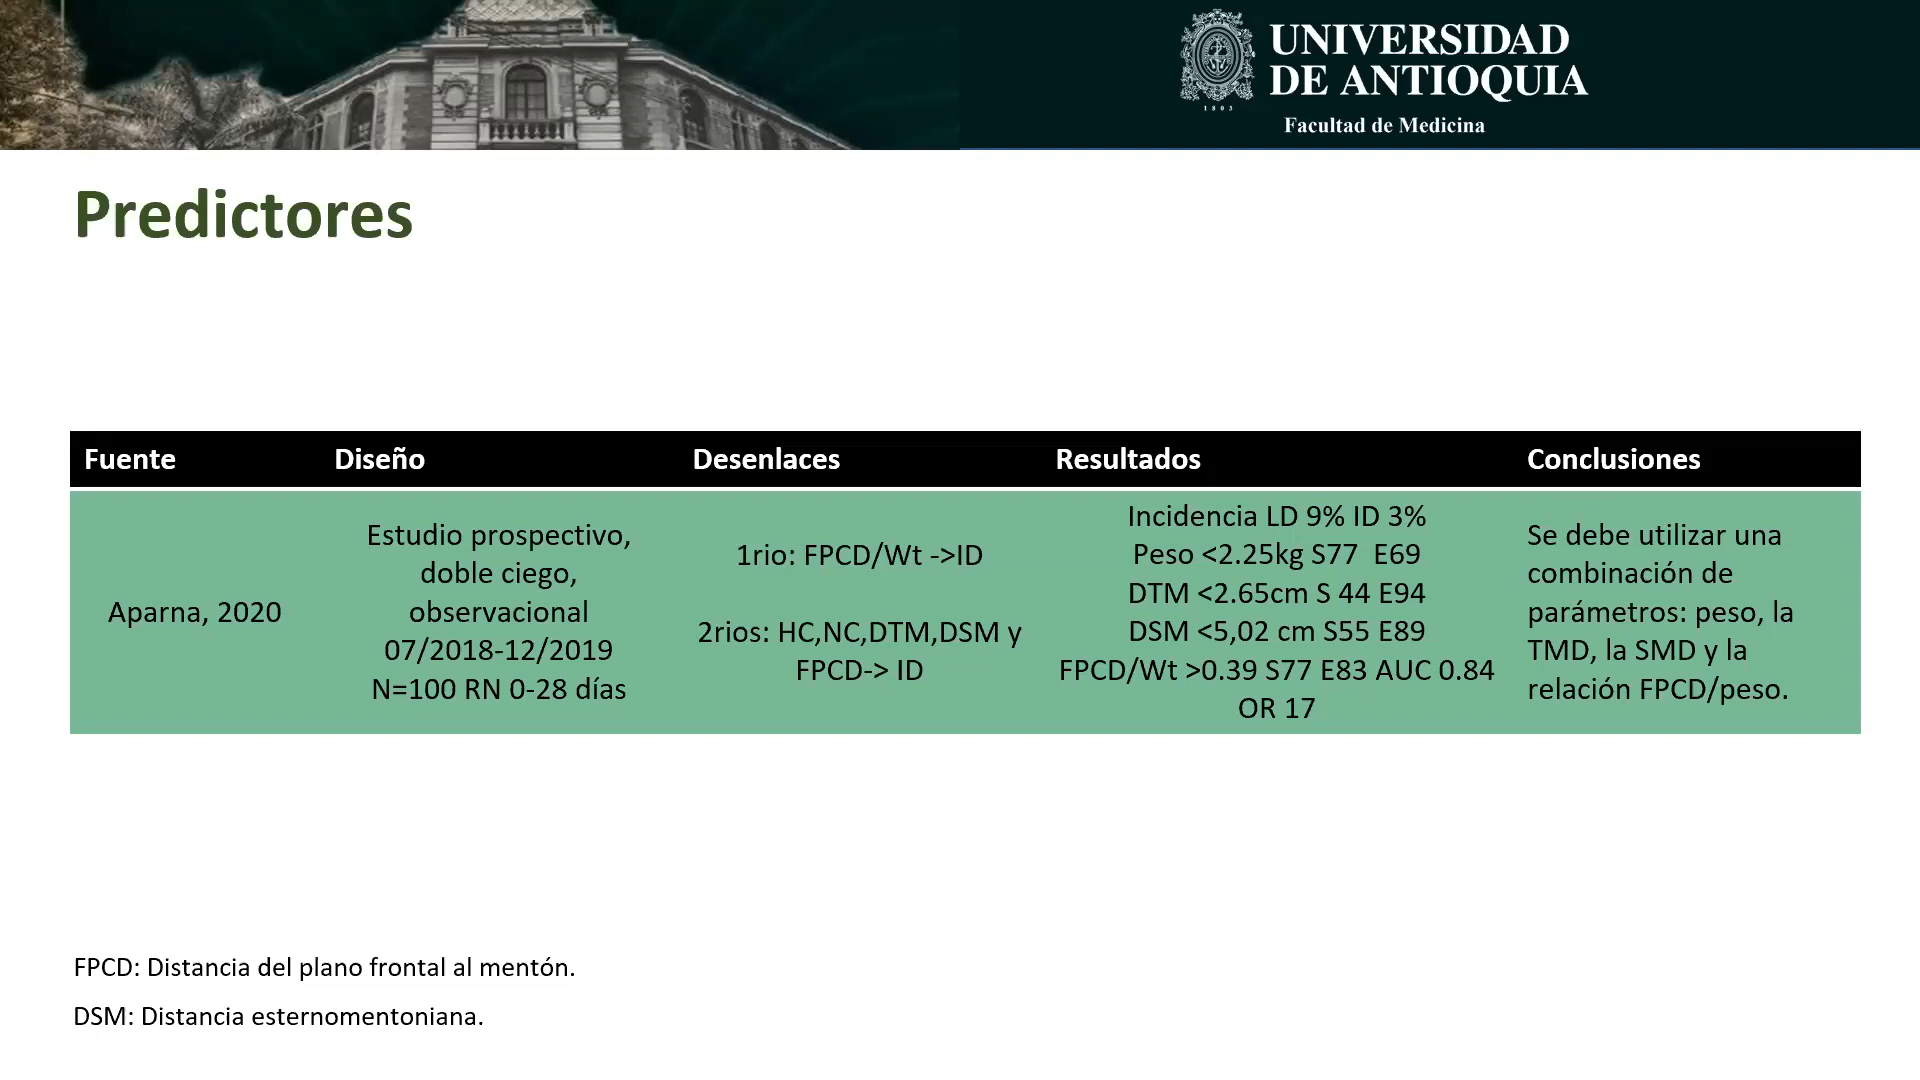 UNIVERSIDAD
DE ANTIOQUIA
1803
Facultad de Medicina
Predictores
Fuente Diseño Desenlaces Resultados Conclusiones
Aparna, 2020
Estudio prospectivo,
doble ciego,
observacional
07/2018-12/2019
N=100 RN 0-28 días
1rio: FPCD/Wt ->ID
2rios: HC,NC,DTM,DSM y
FPCD-> ID
Incidencia LD 9% ID 3%
Peso <2.25kg S77  E69
DTM <2.65cm S 44 E94
DSM <5,02 cm S55 E89
FPCD/Wt >0.39 S77 E83 AUC 0.84
OR 17
Se debe utilizar una
combinación de
parámetros: peso, la
TMD, la SMD y la
relación FPCD/peso.
FPCD: Distancia del plano frontal al mentón.
DSM: Distancia esternomentoniana.